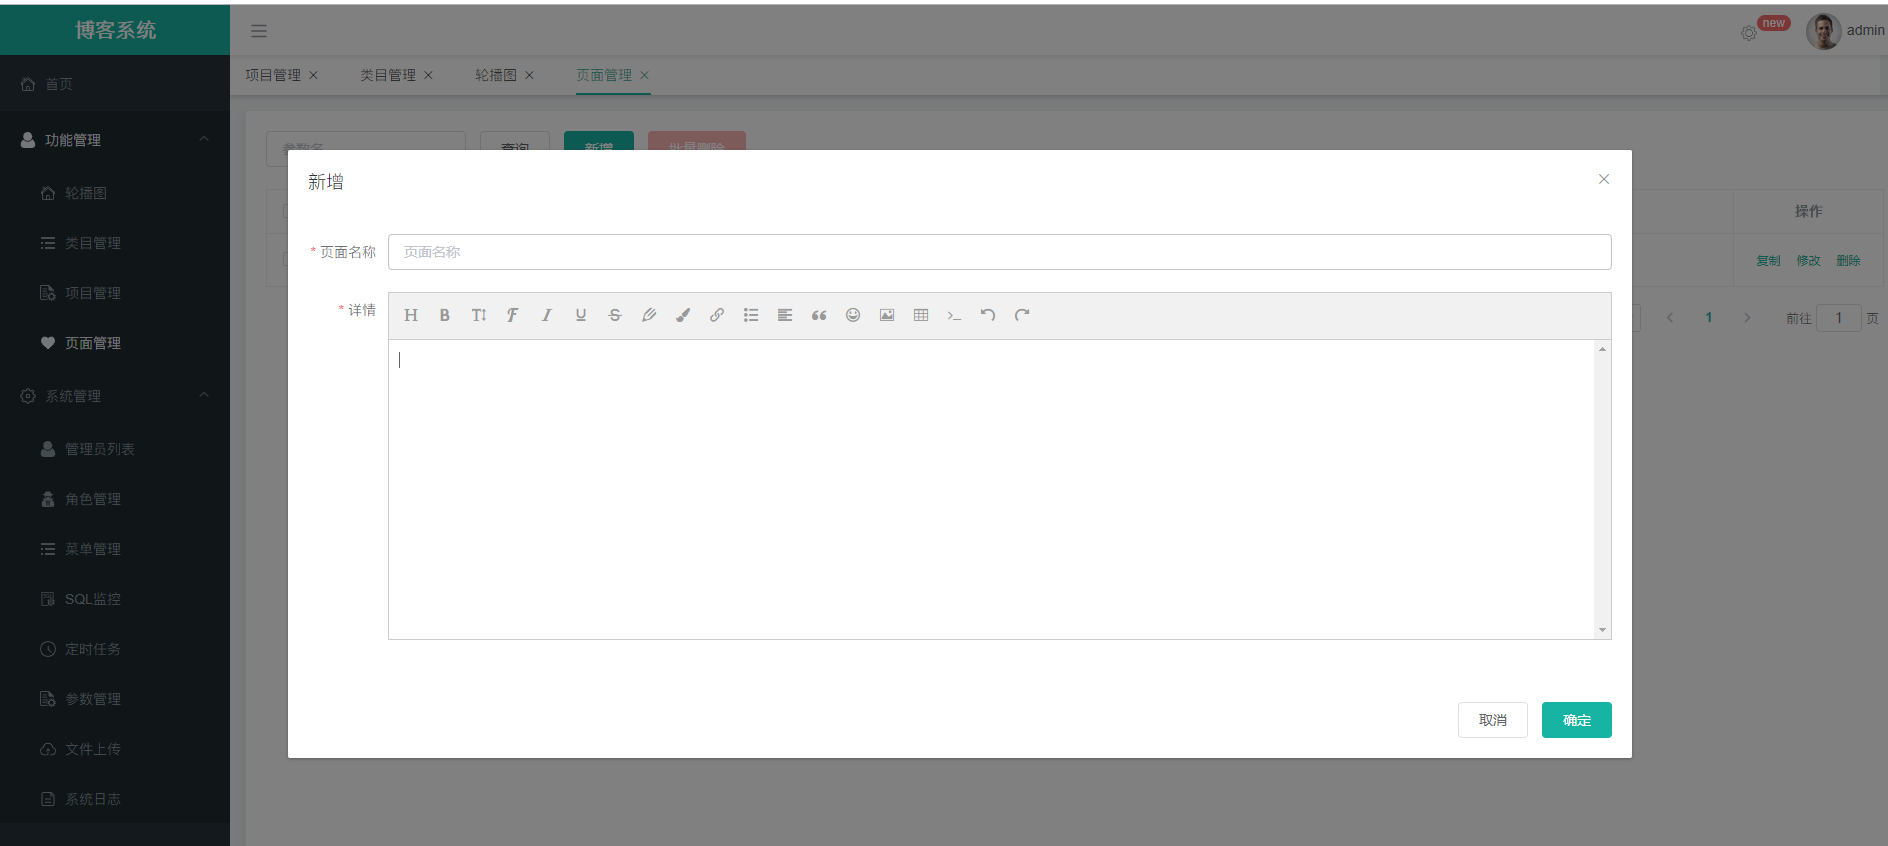 博客系统
new
admin
首页
功能管理
轮播图
类目管理
项目管理
页面管理
系统管理
管理员列表
角色管理
菜单管理
SQL监控
定时任务
参数管理
文件上传
系统日志
项目管理
类目管理
轮播图
页面管理
参数名
查询
新增
批量删除
操作
复制 修改 删除
1
前往 1 页
新增
* 页面名称
页面名称
* 详情
取消
确定